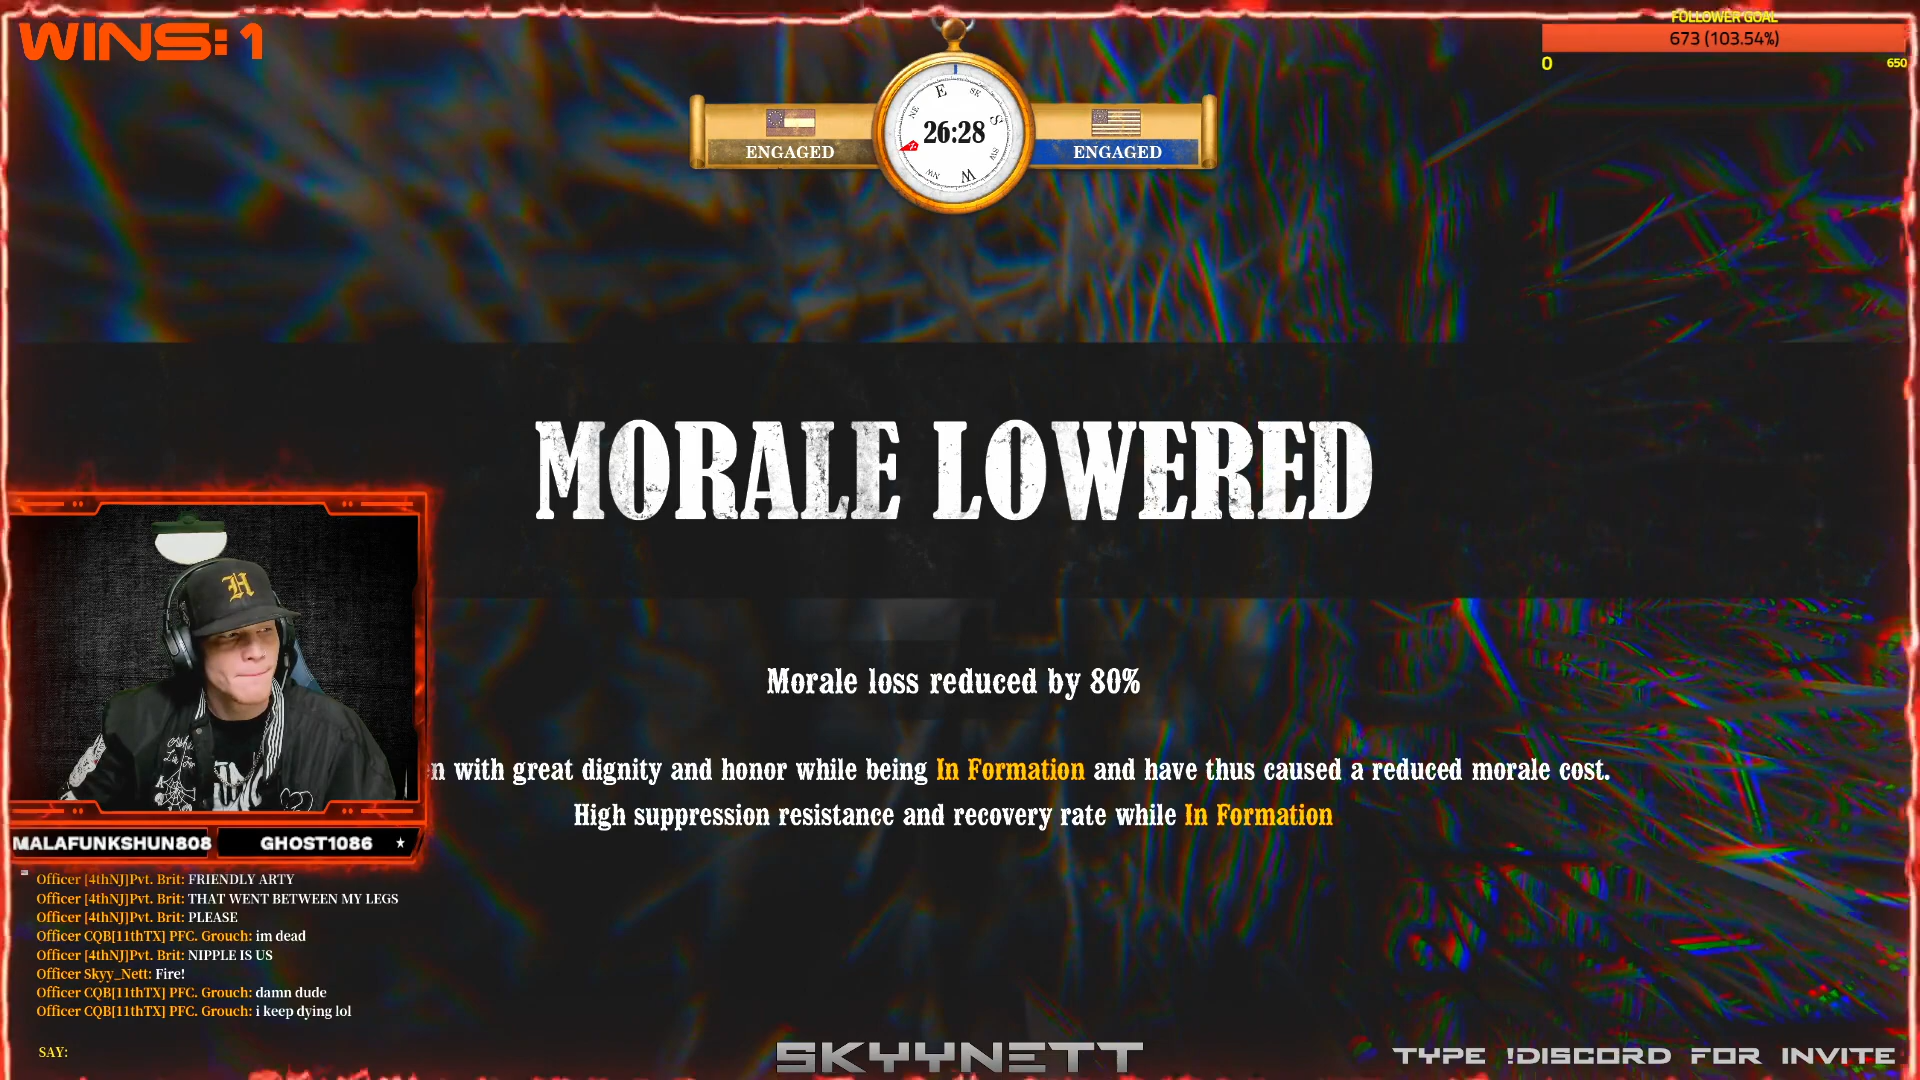 WINS: 1
FOLLOWER GOAL
673 (103.54%)
0
650
E
SE
NE
S
26:28
N
SW
NW
W
ENGAGED
ENGAGED
MORALE LOWERED
Morale loss reduced by 80%
n with great dignity and honor while being In Formation and have thus caused a reduced morale cost.
High suppression resistance and recovery rate while In Formation
H
MALAFUNKSHUN808
GHOST1086
Officer [4thNJ]Pvt. Brit: FRIENDLY ARTY
Officer [4thNJ]Pvt. Brit: THAT WENT BETWEEN MY LEGS
Officer [4thNJ]Pvt. Brit: PLEASE
Officer CQB[11thTX] PFC. Grouch: im dead
Officer [4thNJ]Pvt. Brit: NIPPLE IS US
Officer Skyy_Nett: Fire!
Officer CQB[11thTX] PFC. Grouch: damn dude
Officer CQB[11thTX] PFC. Grouch: i keep dying lol
SAY:
SKYYNETT
TYPE !DISCORD FOR INVITE